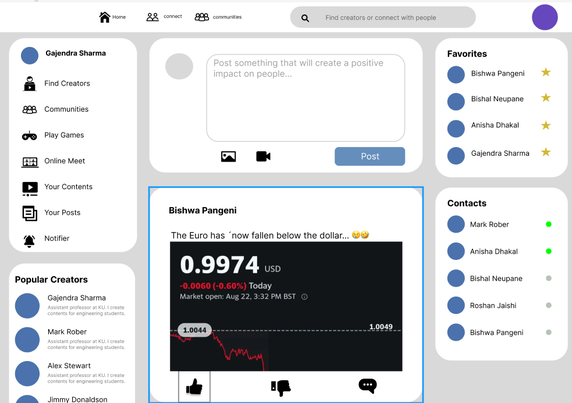 Home
connect
communities
Find creators or connect with people
Gajendra Sharma
Find Creators
Communities
Play Games
Online Meet
Your Contents
Your Posts
Notifier
Popular Creators
Gajendra Sharma
Assistant professor at KU. I create
contents for engineering students.
Mark Rober
Assistant professor at KU. I create
contents for engineering students.
Alex Stewart
Assistant professor at KU. I create
contents for engineering students.
Jimmy Donaldson
Post something that will create a positive
impact on people...
Post
Bishwa Pangeni
The Euro has ´now fallen below the dollar... 😂🤣
0.9974 USD
-0.0060 (-0.60%) Today
Market open: Aug 22, 3:32 PM BST
1.0044
1.0049
Favorites
Bishwa Pangeni
Bishal Neupane
Anisha Dhakal
Gajendra Sharma
Contacts
Mark Rober
Anisha Dhakal
Bishal Neupane
Roshan Jaishi
Bishwa Pangeni